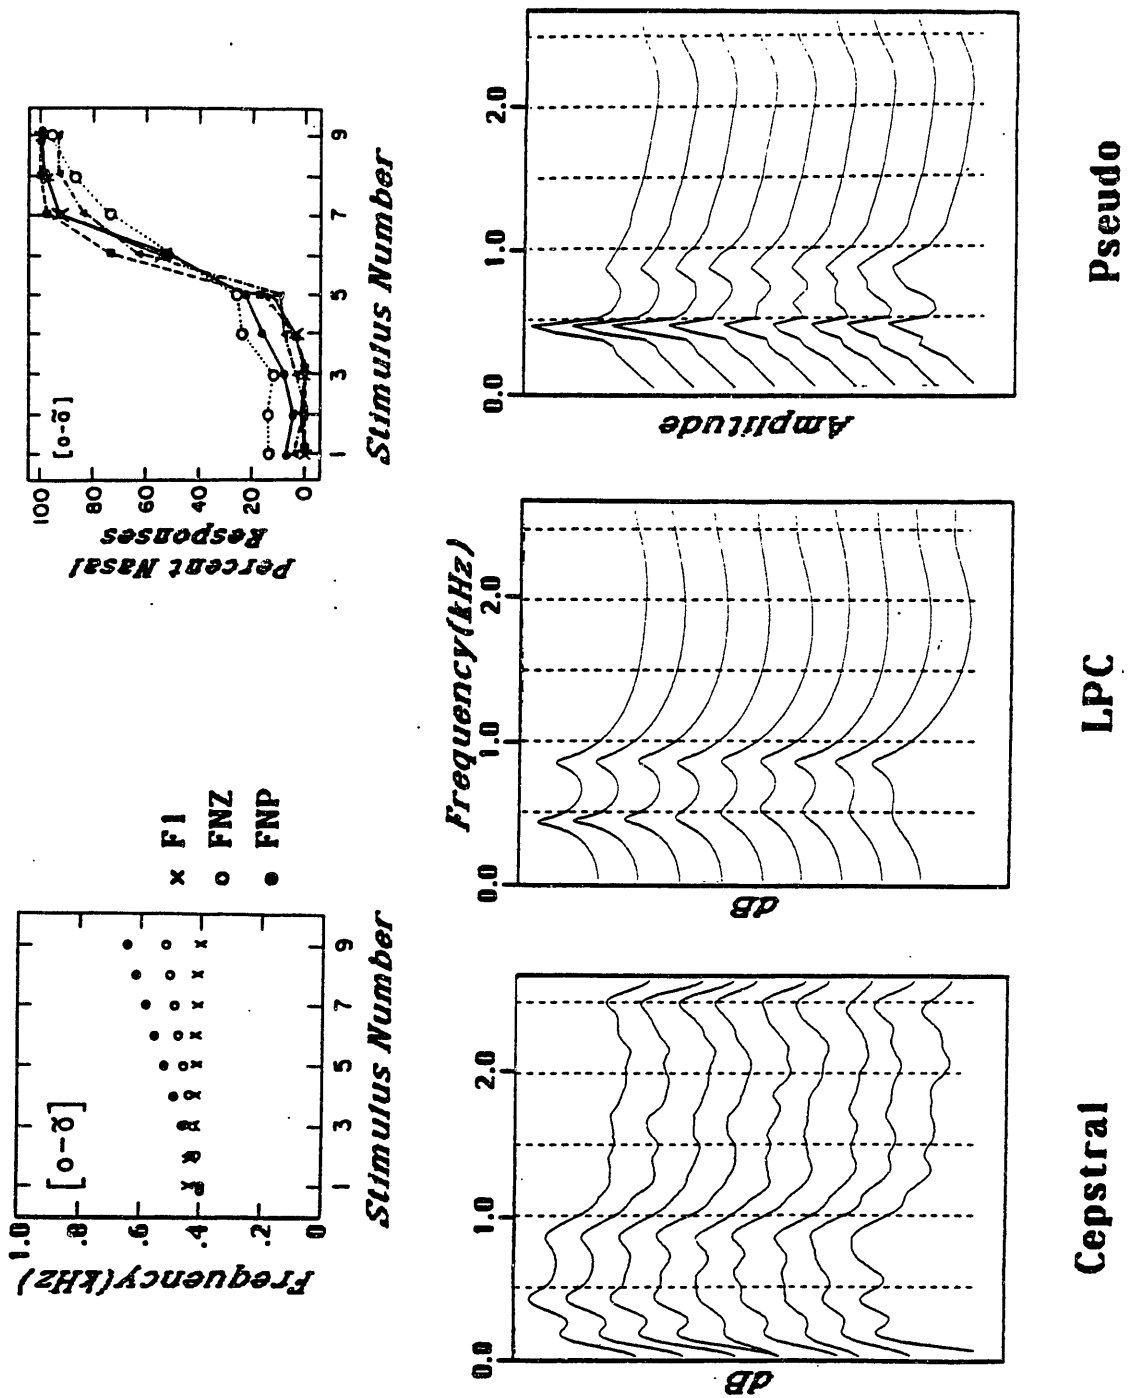 [o-õ]
1.0
.8
.6
.4
.2
0
Frequency(kHz)
1
3
5
7
9
Stimulus Number
x F1
o FNZ
• FNP
[o-õ]
100
80
60
40
20
0
Percent Nasal
Responses
1
3
5
7
9
Stimulus Number
dB
0.0
1.0
2.0
Cepstral
dB
0.0
1.0
2.0
Frequency(kHz)
LPC
Amplitude
0.0
1.0
2.0
Pseudo